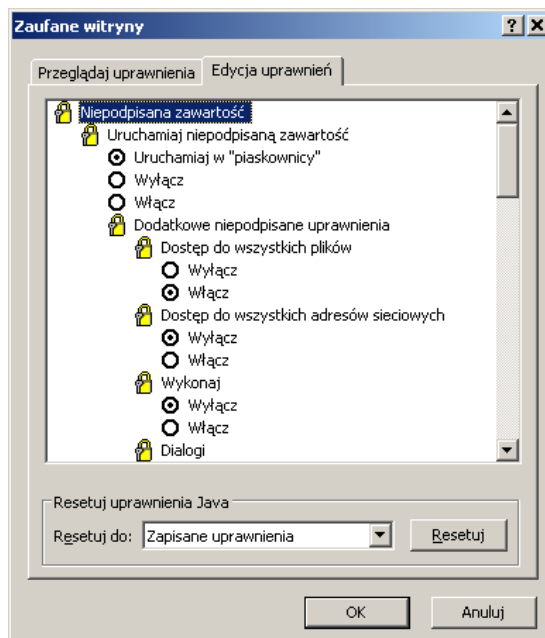 Zaufane witryny
Przeglądaj uprawnienia
Edycja uprawnień
Niepodpisana zawartość
Uruchamiaj niepodpisaną zawartość
Uruchamiaj w "piaskownicy"
Wyłącz
Włącz
Dodatkowe niepodpisane uprawnienia
Dostęp do wszystkich plików
Wyłącz
Włącz
Dostęp do wszystkich adresów sieciowych
Wyłącz
Włącz
Wykonaj
Wyłącz
Włącz
Dialogi
Resetuj uprawnienia Java
Resetuj do: Zapisane uprawnienia Resetuj
OK Anuluj